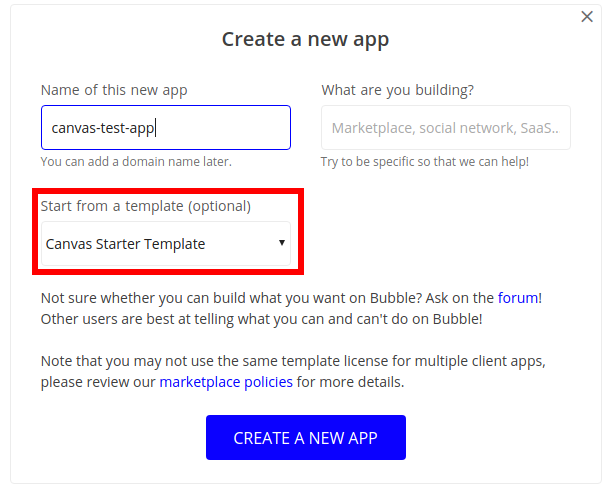 Create a new app
Name of this new app
What are you building?
canvas-test-app
Marketplace, social network, SaaS..
You can add a domain name later.
Try to be specific so that we can help!
Start from a template (optional)
Canvas Starter Template
Not sure whether you can build what you want on Bubble? Ask on the forum!
Other users are best at telling what you can and can't do on Bubble!
Note that you may not use the same template license for multiple client apps,
please review our marketplace policies for more details.
CREATE A NEW APP